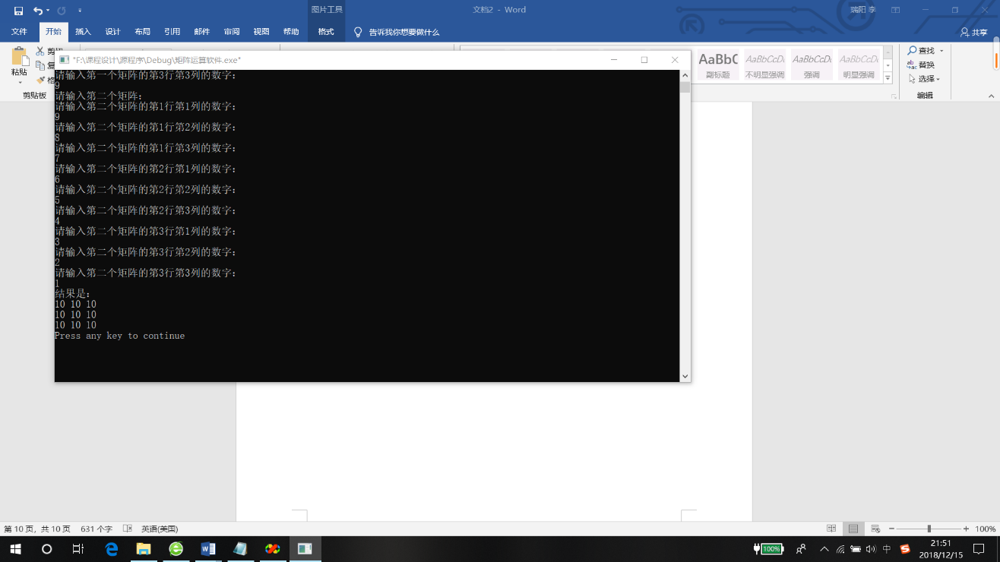 图片工具
文档2 - Word
瑞阳 李
文件 开始 插入 设计 布局 引用 邮件 审阅 视图 帮助 格式 告诉我你想要做什么 共享
粘贴
剪贴板
AaBbC AaBbCcDi AaBbCcDi AaBbCcDi
副标题 不明显强调 强调 明显强调
查找
替换
选择
编辑
"F:\课程设计\源程序\Debug\矩阵运算软件.exe"
请输入第一个矩阵的第3行第3列的数字:
9
请输入第二个矩阵:
请输入第二个矩阵的第1行第1列的数字:
9
请输入第二个矩阵的第1行第2列的数字:
8
请输入第二个矩阵的第1行第3列的数字:
7
请输入第二个矩阵的第2行第1列的数字:
6
请输入第二个矩阵的第2行第2列的数字:
5
请输入第二个矩阵的第2行第3列的数字:
4
请输入第二个矩阵的第3行第1列的数字:
3
请输入第二个矩阵的第3行第2列的数字:
2
请输入第二个矩阵的第3行第3列的数字:
1
结果是:
10 10 10
10 10 10
10 10 10
Press any key to continue
第 10 页，共 10 页 631 个字 英语(美国) 100%
100% 中 21:51
2018/12/15